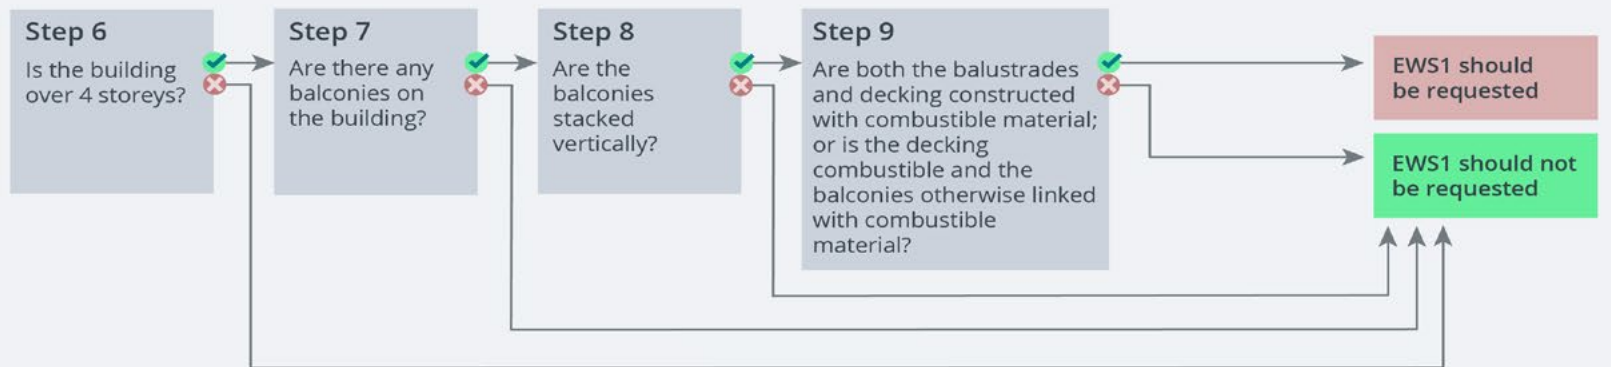 Step 6
Is the building
over 4 storeys?
Step 7
Are there any
balconies on
the building?
Step 8
Are the
balconies
stacked
vertically?
Step 9
Are both the balustrades
and decking constructed
with combustible material;
or is the decking
combustible and the
balconies otherwise linked
with combustible
material?
EWS1 should
be requested
EWS1 should not
be requested